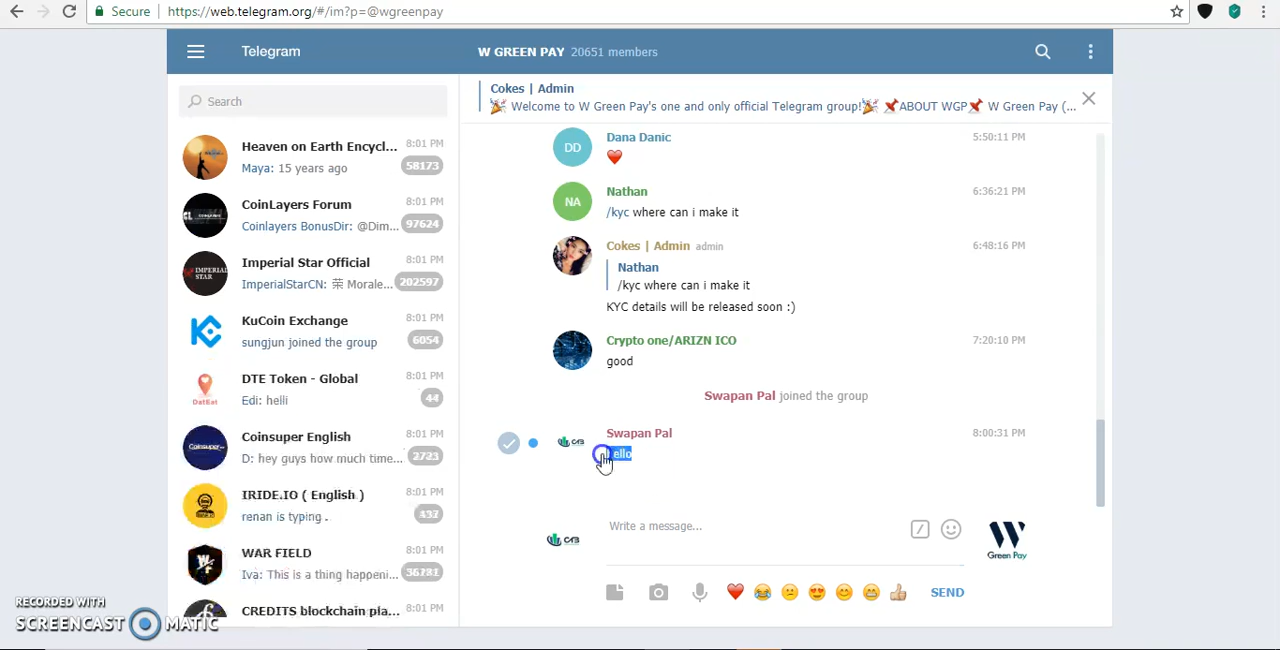 Secure | https://web.telegram.org/#/im?p=@wgreenpay
Telegram
W GREEN PAY 20651 members
Search
Cokes | Admin
🎉 Welcome to W Green Pay's one and only official Telegram group!🎉 📌ABOUT WGP📌 W Green Pay (...
Heaven on Earth Encycl... 8:01 PM
Maya: 15 years ago 58173
CoinLayers Forum 8:01 PM
Coinlayers BonusDir: @Dim... 97624
Imperial Star Official 8:01 PM
ImperialStarCN: 荣 Morale... 202597
KuCoin Exchange 8:01 PM
sungjun joined the group 6054
DTE Token - Global 8:01 PM
Edi: helli 44
Coinsuper English 8:01 PM
D: hey guys how much time... 2723
IRIDE.IO ( English ) 8:01 PM
renan is typing .
WAR FIELD 8:01 PM
Iva: This is a thing happeni...
CREDITS blockchain pla... 8:01 PM
DD
Dana Danic 5:50:11 PM
❤️
NA
Nathan 6:36:21 PM
/kyc where can i make it
Cokes | Admin admin 6:48:16 PM
Nathan
/kyc where can i make it
KYC details will be released soon :)
Crypto one/ARIZN ICO 7:20:10 PM
good
Swapan Pal joined the group
Swapan Pal 8:00:31 PM
ello
Write a message...
W
Green Pay
SEND
IMPERIAL
STAR
DatEat
Coinsuper
RECORDED WITH
SCREENCAST MATIC